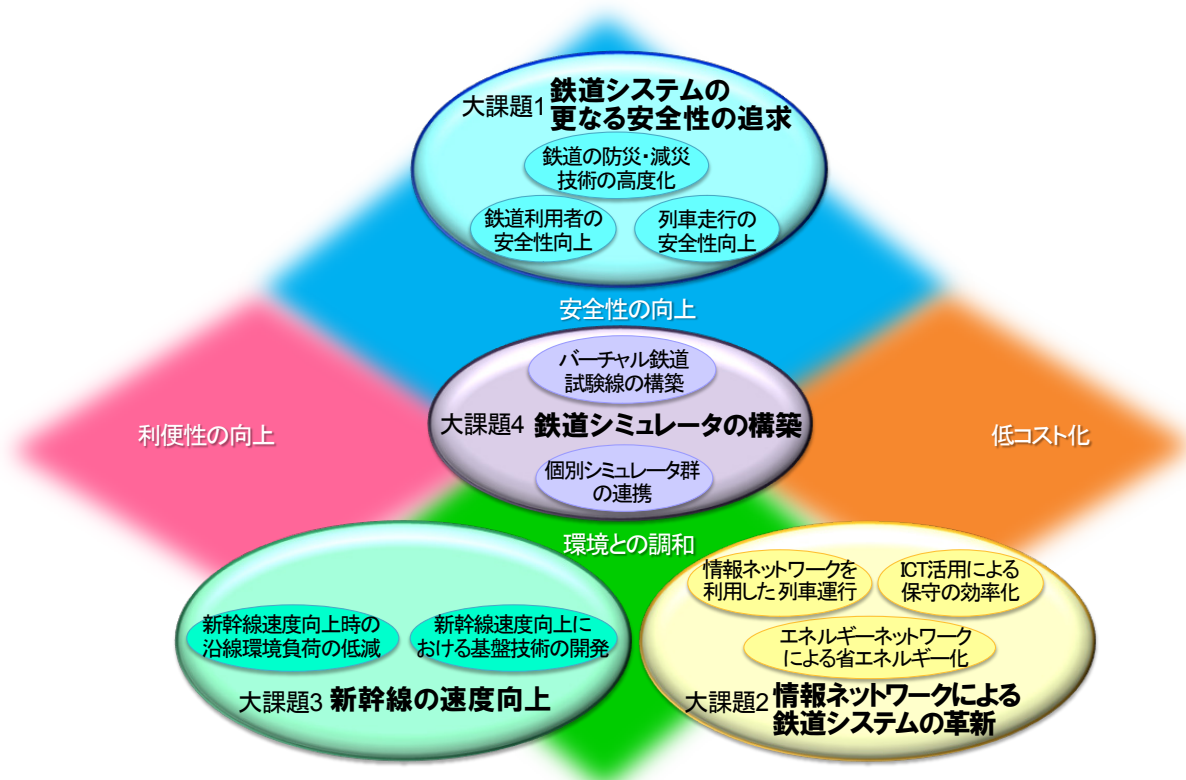 大課題1
鉄道システムの
更なる安全性の追求
鉄道の防災・減災
技術の高度化
鉄道利用者の
安全性向上
列車走行の
安全性向上
安全性の向上
バーチャル鉄道
試験線の構築
大課題4 鉄道シミュレータの構築
個別シミュレータ群
の連携
利便性の向上
低コスト化
環境との調和
新幹線速度向上時の
沿線環境負荷の低減
新幹線速度向上に
おける基盤技術の開発
大課題3 新幹線の速度向上
情報ネットワークを
利用した列車運行
ICT活用による
保守の効率化
エネルギーネットワーク
による省エネルギー化
大課題2
情報ネットワークによる
鉄道システムの革新